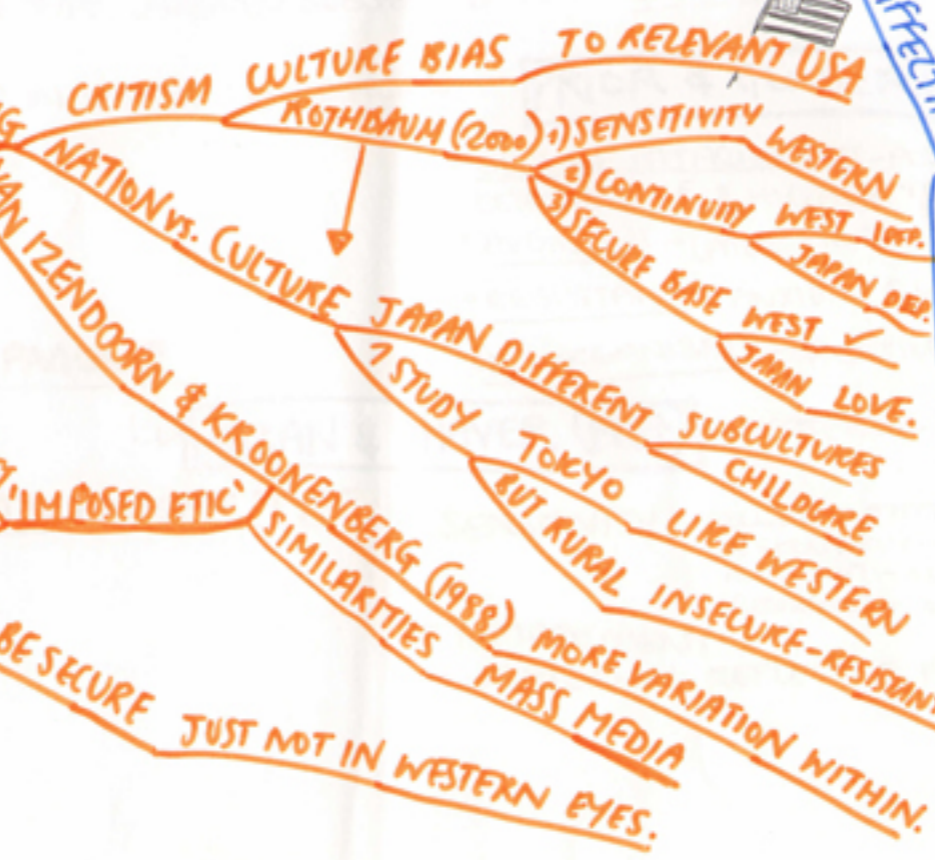 CRITISM
CULTURE BIAS
TO RELEVANT USA
ROTHBAUM (2000)
1) SENSITIVITY
WESTERN
2) CONTINUITY
WEST
JAPAN DEP.
3) SECURE BASE
WEST ✓
JAPAN LOVE.
NATION VS. CULTURE
JAPAN DIFFERENT
SUBCULTURES
CHILDCARE
1 STUDY
TOKYO
LIKE WESTERN
BUT RURAL
INSECURE-RESISTANT
IZENDOORN & KROONENBERG (1988)
MORE VARIATION WITHIN.
'IMPOSED ETIC'
SIMILARITIES
MASS MEDIA
BE SECURE
JUST NOT IN WESTERN EYES.